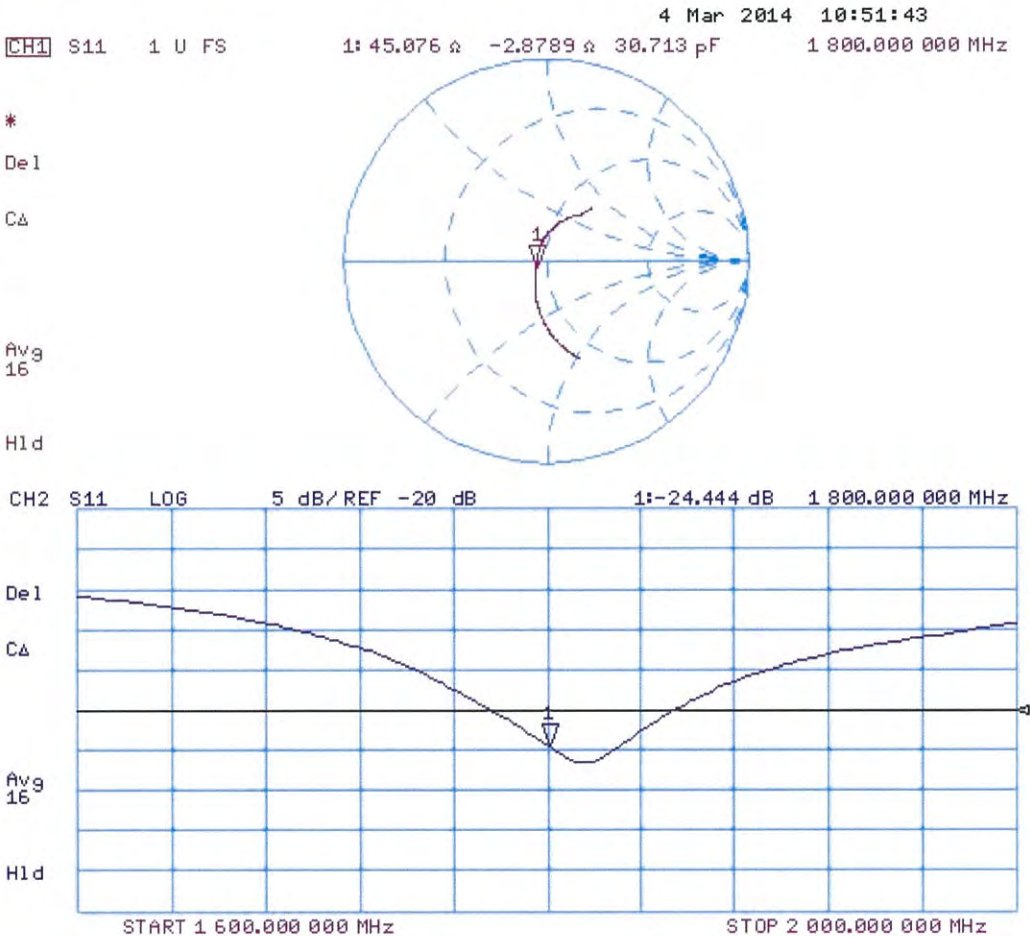 4 Mar 2014 10:51:43
CH1 S11 1 U FS 1: 45.076 Ω -2.8789 Ω 30.713 pF 1 800.000 000 MHz
*
Del
CΔ
1
Avg
16
Hld
CH2 S11 LOG 5 dB/REF -20 dB 1:-24.444 dB 1 800.000 000 MHz
Del
CΔ
1
Avg
16
Hld
START 1 600.000 000 MHz STOP 2 000.000 000 MHz